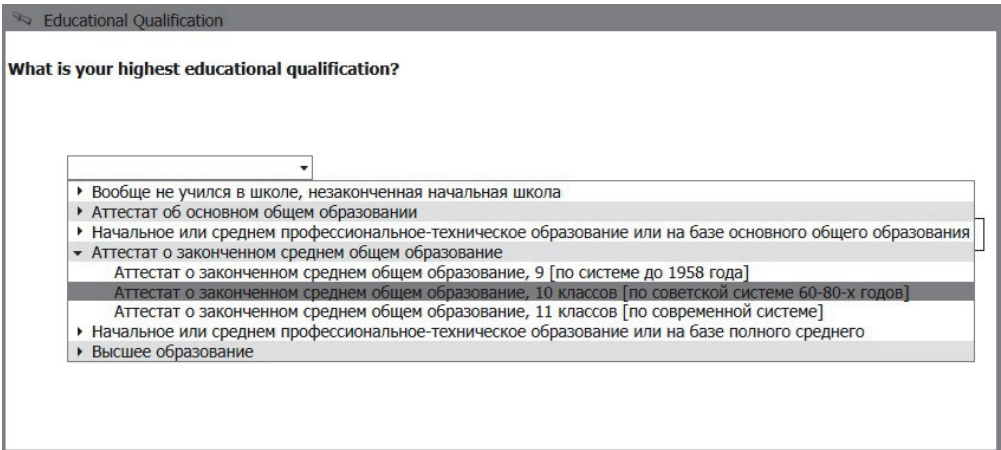 Educational Qualification
What is your highest educational qualification?
Вообще не учился в школе, незаконченная начальная школа
Аттестат об основном общем образовании
Начальное или среднем профессиональное-техническое образование или на базе основного общего образования
Аттестат о законченном среднем общем образование
Аттестат о законченном среднем общем образование, 9 [по системе до 1958 года]
Аттестат о законченном среднем общем образование, 10 классов [по советской системе 60-80-х годов]
Аттестат о законченном среднем общем образование, 11 классов [по современной системе]
Начальное или среднем профессиональное-техническое образование или на базе полного среднего
Высшее образование